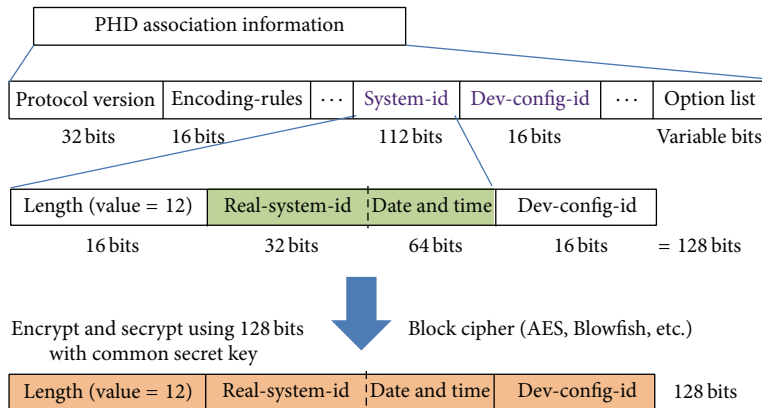 PHD association information
Protocol version Encoding-rules ... System-id Dev-config-id ... Option list
32 bits 16 bits 112 bits 16 bits Variable bits
Length (value = 12) Real-system-id Date and time Dev-config-id
16 bits 32 bits 64 bits 16 bits = 128 bits
Encrypt and secrypt using 128 bits
with common secret key
Block cipher (AES, Blowfish, etc.)
Length (value = 12) Real-system-id Date and time Dev-config-id 128 bits